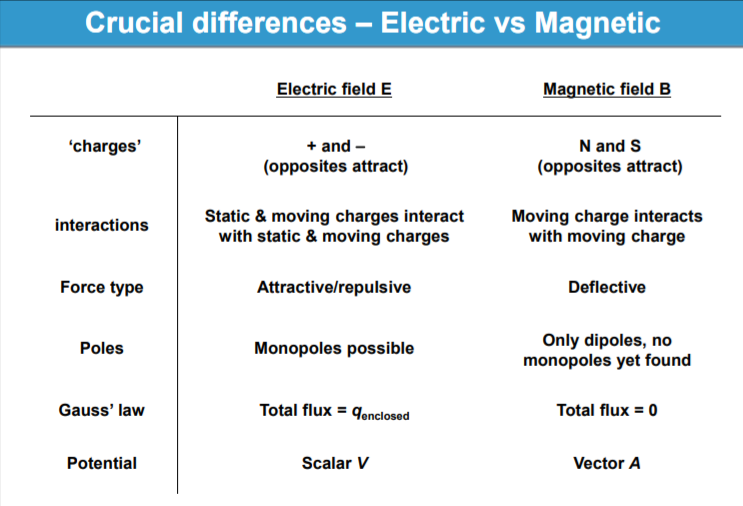 Crucial differences – Electric vs Magnetic
Electric field E Magnetic field B
‘charges’ + and – N and S
(opposites attract) (opposites attract)
interactions Static & moving charges interact Moving charge interacts
with static & moving charges with moving charge
Force type Attractive/repulsive Deflective
Poles Monopoles possible Only dipoles, no
monopoles yet found
Gauss’ law Total flux = qenclosed Total flux = 0
Potential Scalar V Vector A